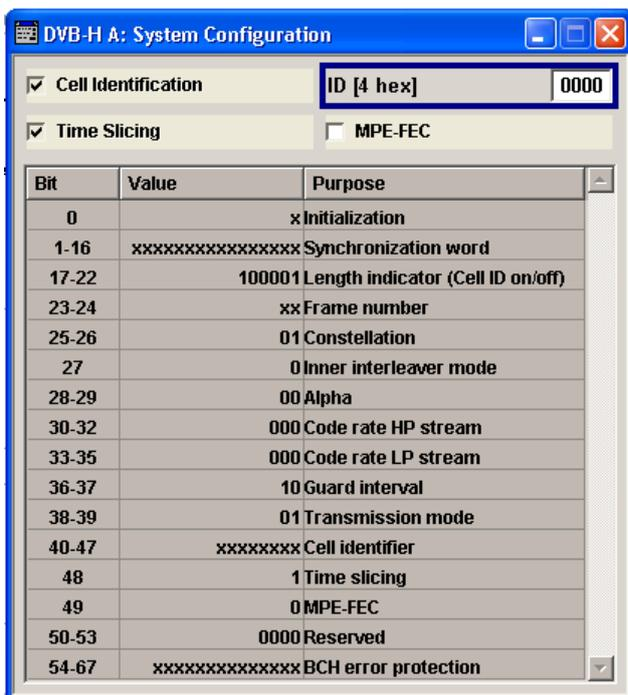 DVB-H A: System Configuration
Cell Identification ID [4 hex] 0000
Time Slicing MPE-FEC
Bit Value Purpose
0 x Initialization
1-16 xxxxxxxxxxxxxxxx Synchronization word
17-22 100001 Length indicator (Cell ID on/off)
23-24 xx Frame number
25-26 01 Constellation
27 0 Inner interleaver mode
28-29 00 Alpha
30-32 000 Code rate HP stream
33-35 000 Code rate LP stream
36-37 10 Guard interval
38-39 01 Transmission mode
40-47 xxxxxxxx Cell identifier
48 1 Time slicing
49 0 MPE-FEC
50-53 0000 Reserved
54-67 xxxxxxxxxxxxxx BCH error protection